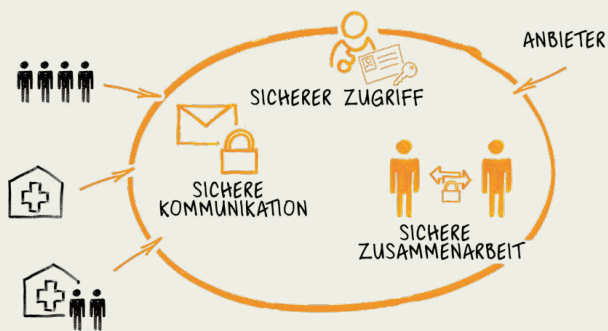 ANBIETER
SICHERER ZUGRIFF
SICHERE
KOMMUNIKATION
SICHERE
ZUSAMMENARBEIT